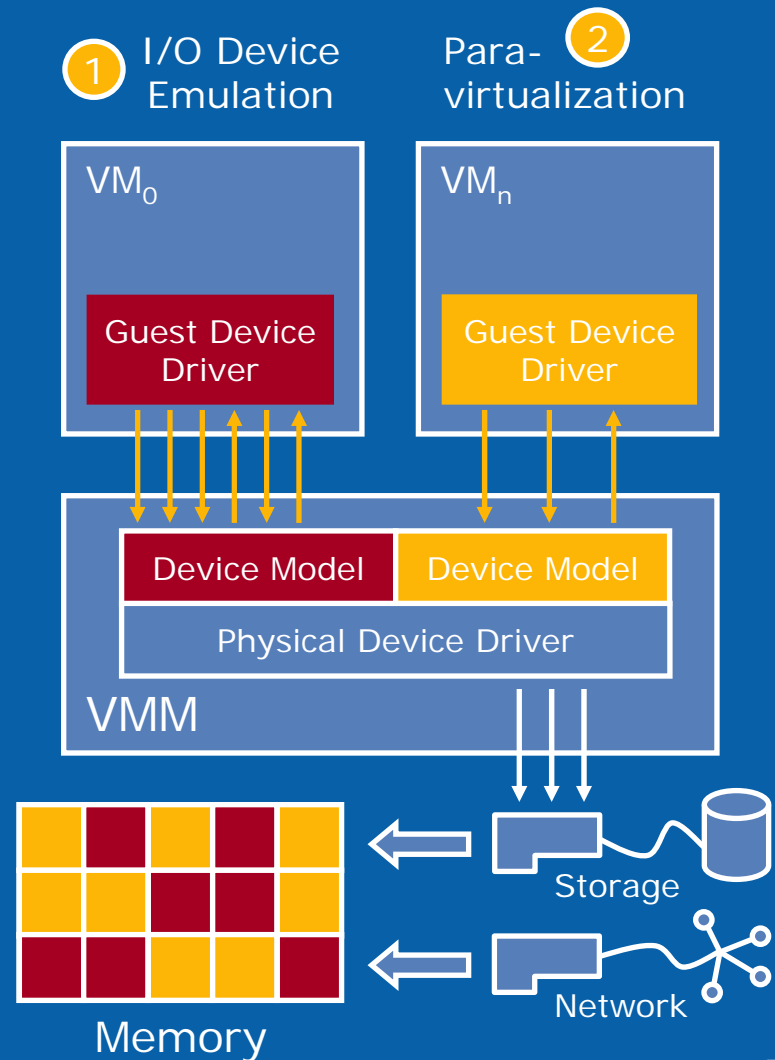 1
I/O Device
Emulation
Para-
virtualization
2
VM₀
VMₙ
Guest Device
Driver
Guest Device
Driver
Device Model
Device Model
Physical Device Driver
VMM
Storage
Network
Memory